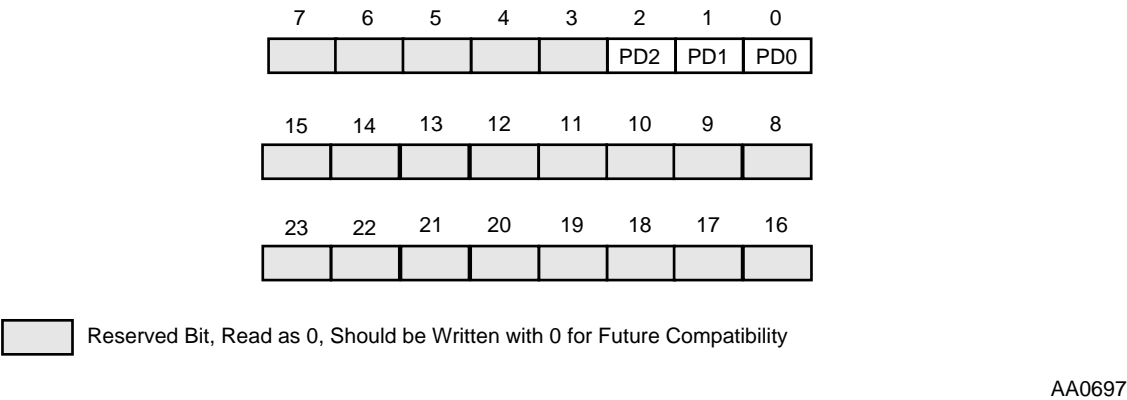 7 6 5 4 3 2 1 0
PD2 PD1 PD0
15 14 13 12 11 10 9 8
23 22 21 20 19 18 17 16
Reserved Bit, Read as 0, Should be Written with 0 for Future Compatibility
AA0697